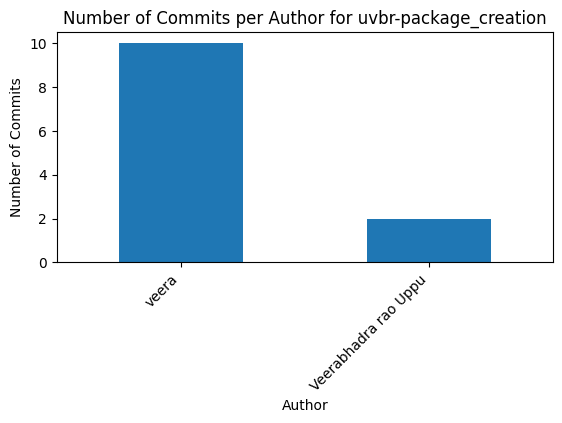 Number of Commits per Author for uvbr-package_creation
Number of Commits
10
8
6
4
2
0
veera
Veerabhadra rao Uppu
Author